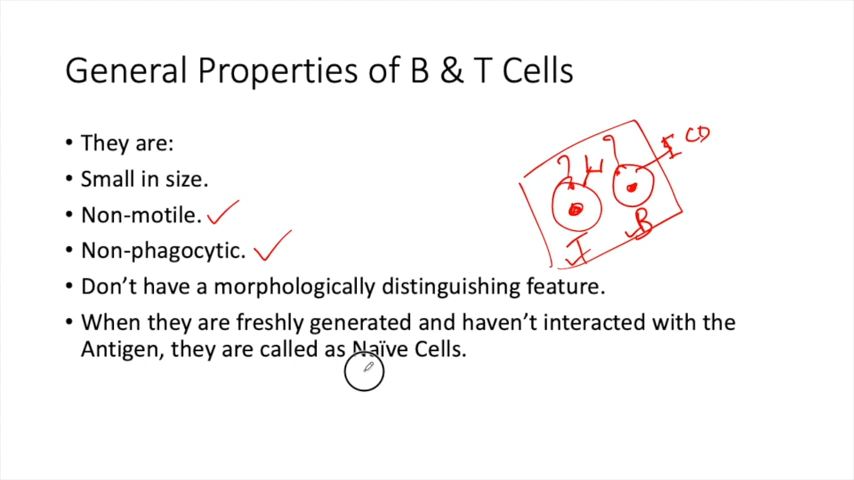 General Properties of B & T Cells
• They are:
• Small in size.
• Non-motile.
• Non-phagocytic.
• Don't have a morphologically distinguishing feature.
• When they are freshly generated and haven't interacted with the
Antigen, they are called as Naïve Cells.
CD
T
B